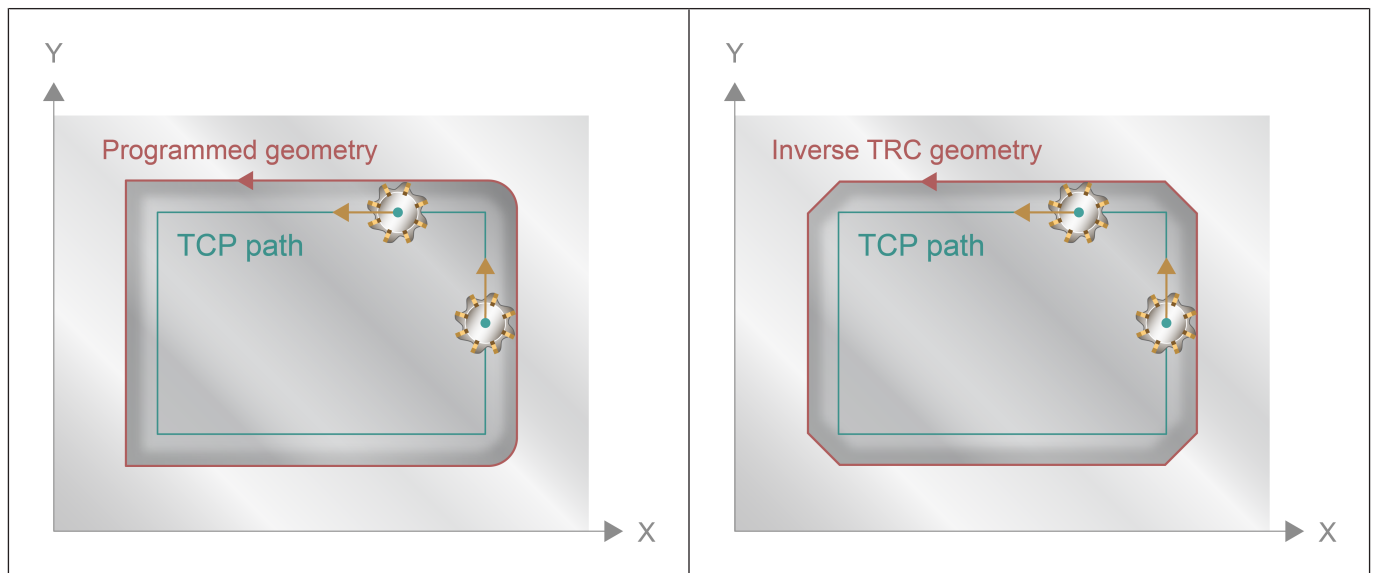 Y
Programmed geometry
TCP path
X
Y
Inverse TRC geometry
TCP path
X